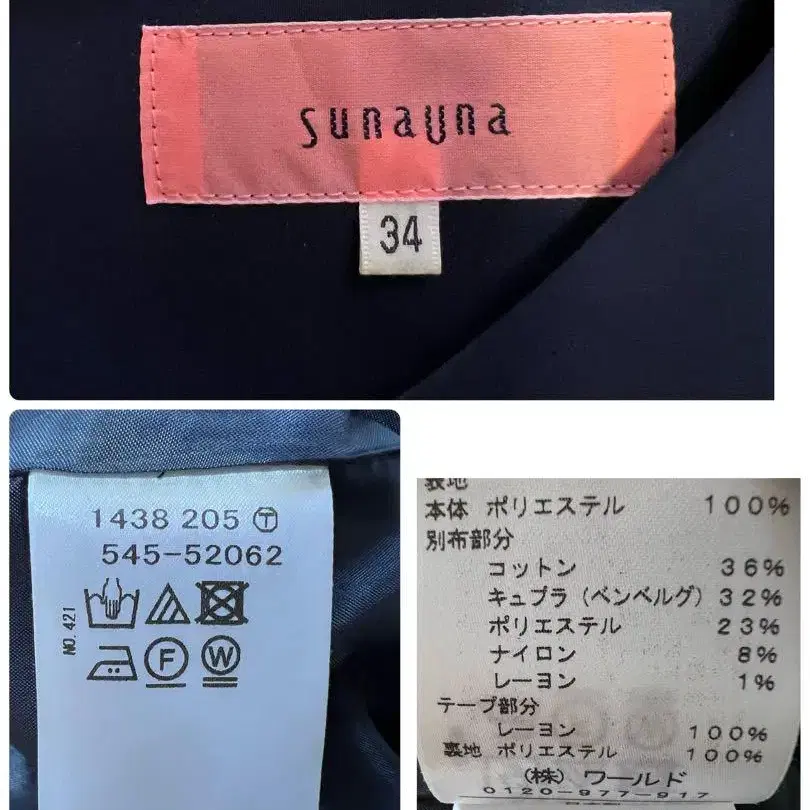 sunauna
34
1438 205 Ⓣ
545-52062
NO.421
F W
表地
本体 ポリエステル 100%
別布部分
コットン 36%
キュプラ (ベンベルグ) 32%
ポリエステル 23%
ナイロン 8%
レーヨン 1%
テープ部分
レーヨン 100%
裏地 ポリエステル 100%
(株) ワールド
0120-977-917